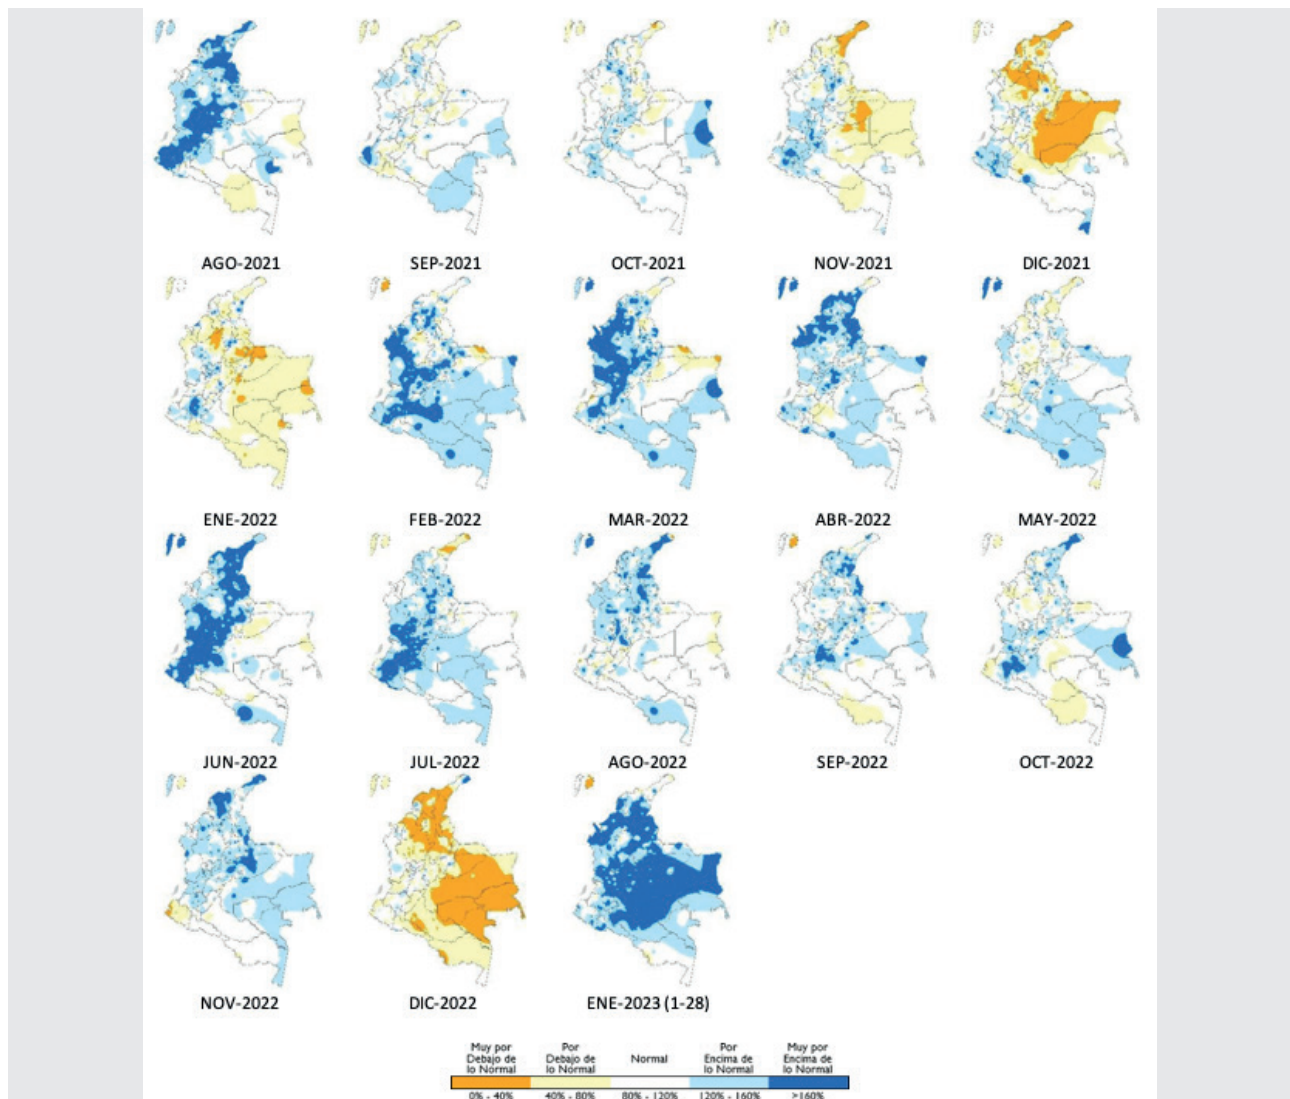 AGO-2021 SEP-2021 OCT-2021 NOV-2021 DIC-2021
ENE-2022 FEB-2022 MAR-2022 ABR-2022 MAY-2022
JUN-2022 JUL-2022 AGO-2022 SEP-2022 OCT-2022
NOV-2022 DIC-2022 ENE-2023 (1-28)
Muy por Debajo de lo Normal
Por Debajo de lo Normal
Normal
Por Encima de lo Normal
Muy por Encima de lo Normal
0% - 40% 40% - 80% 80% - 120% 120% - 160% >160%